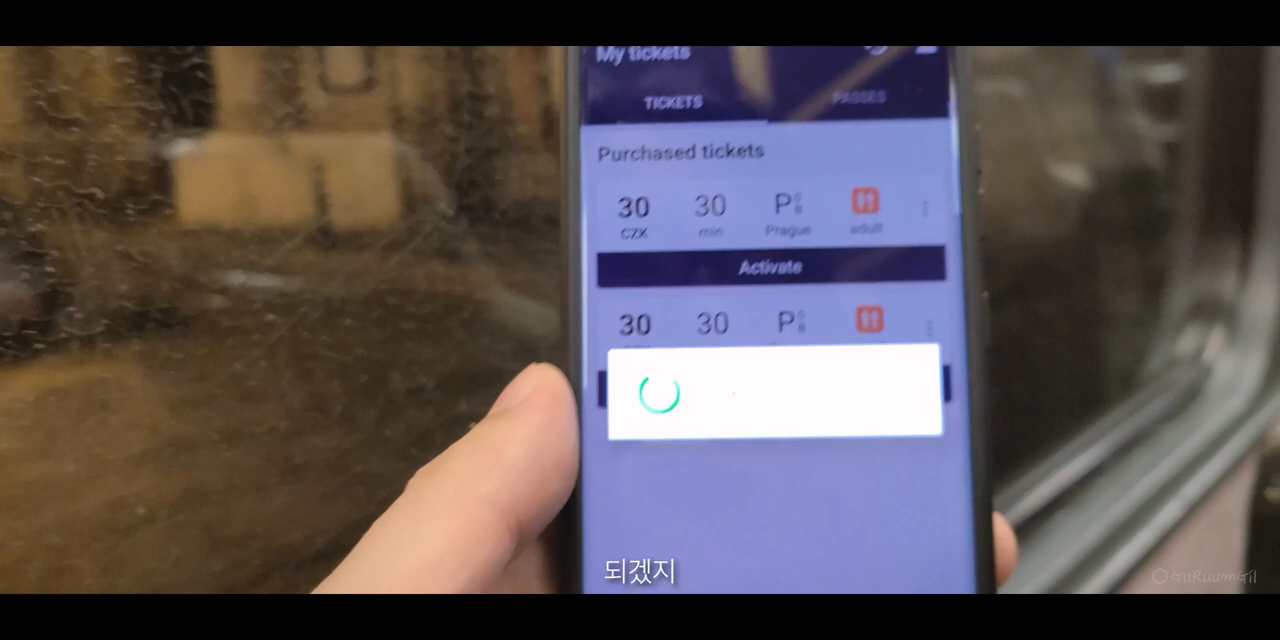 My tickets
TICKETS PASSES
Purchased tickets
30 30 P
CZK min Prague adult
Activate
30 30 P
되겠지
©GuRuumGil